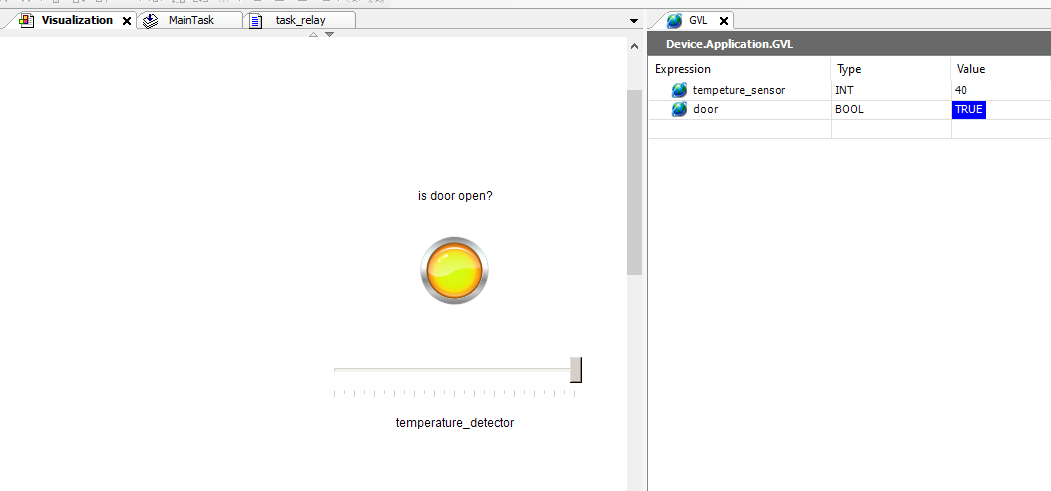 Visualization
MainTask
task_relay
is door open?
temperature_detector
GVL
Device.Application.GVL
Expression Type Value
tempeture_sensor INT 40
door BOOL TRUE